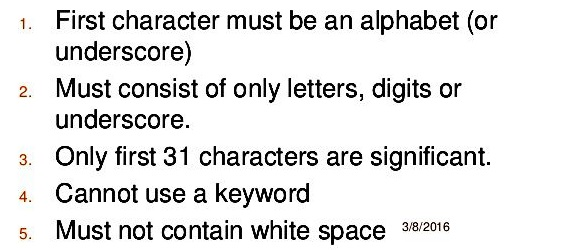 1. First character must be an alphabet (or
underscore)
2. Must consist of only letters, digits or
underscore.
3. Only first 31 characters are significant.
4. Cannot use a keyword
5. Must not contain white space 3/8/2016